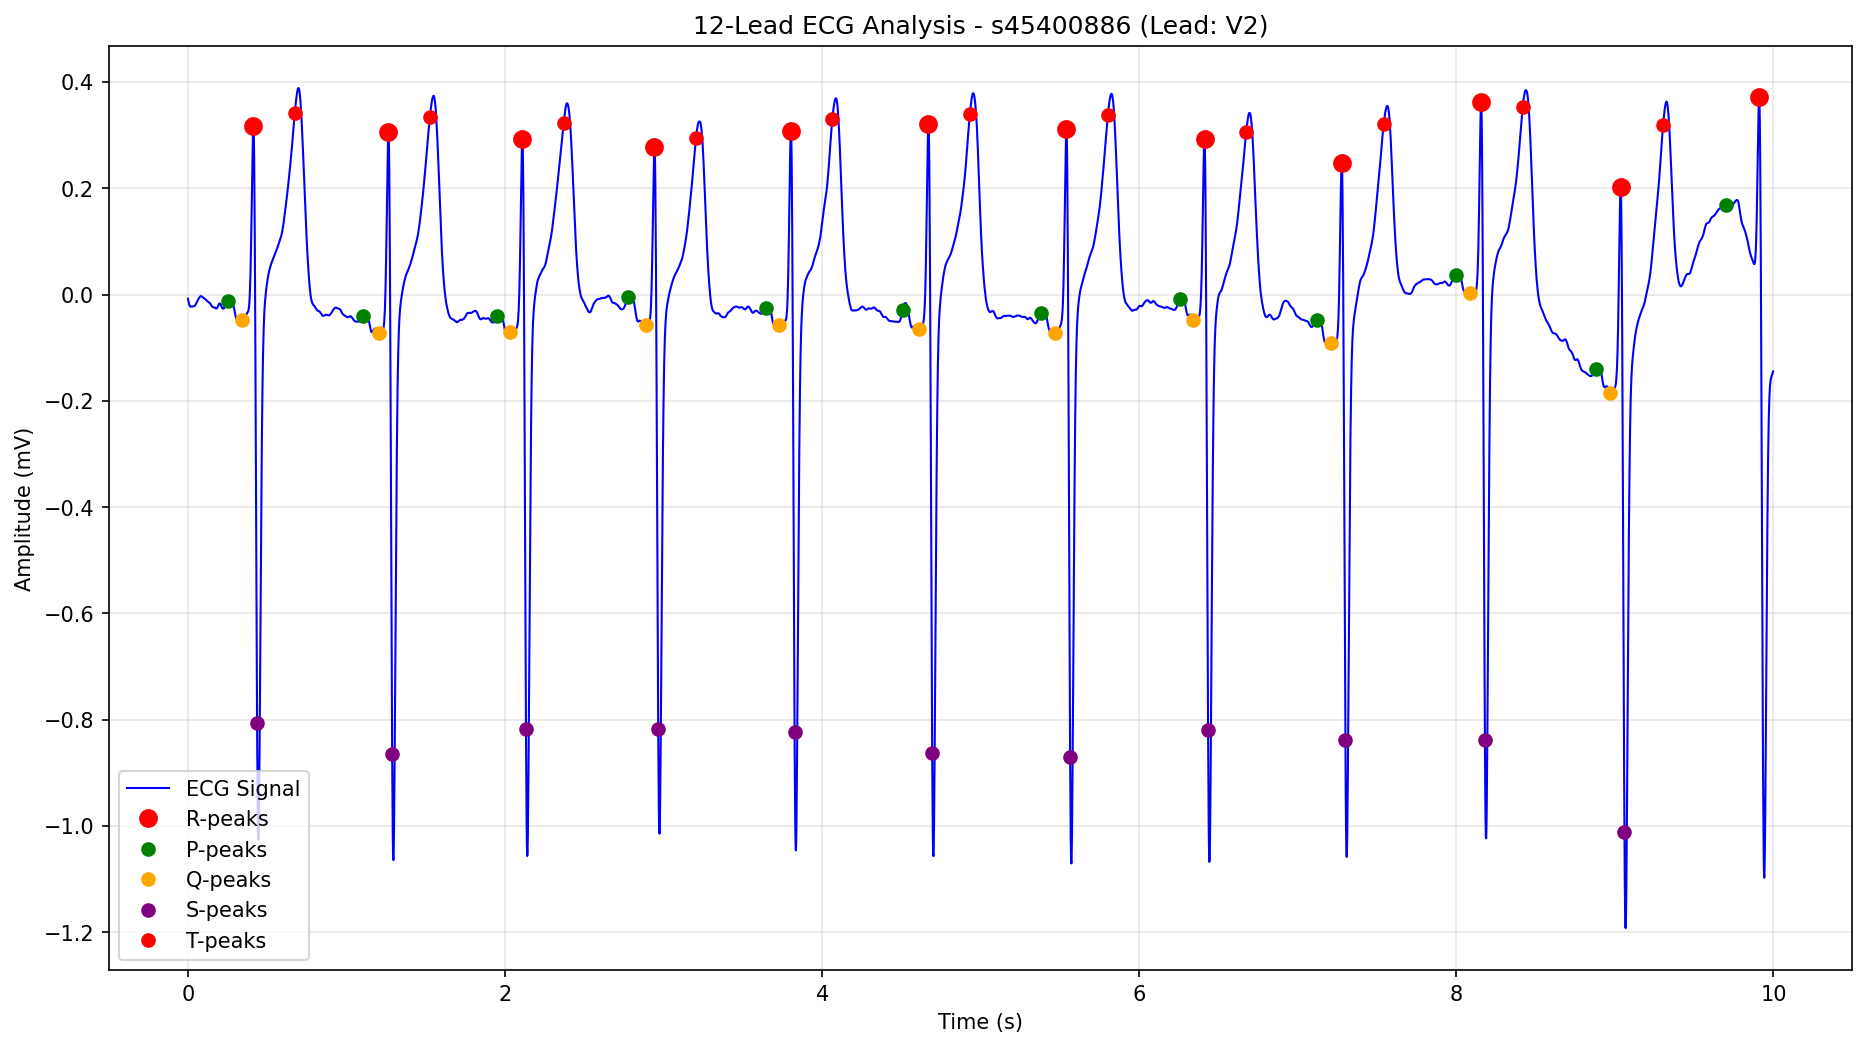 12-Lead ECG Analysis - s45400886 (Lead: V2)
Amplitude (mV)
0.4
0.2
0.0
−0.2
−0.4
−0.6
−0.8
−1.0
−1.2
ECG Signal
R-peaks
P-peaks
Q-peaks
S-peaks
T-peaks
0 2 4 6 8 10
Time (s)